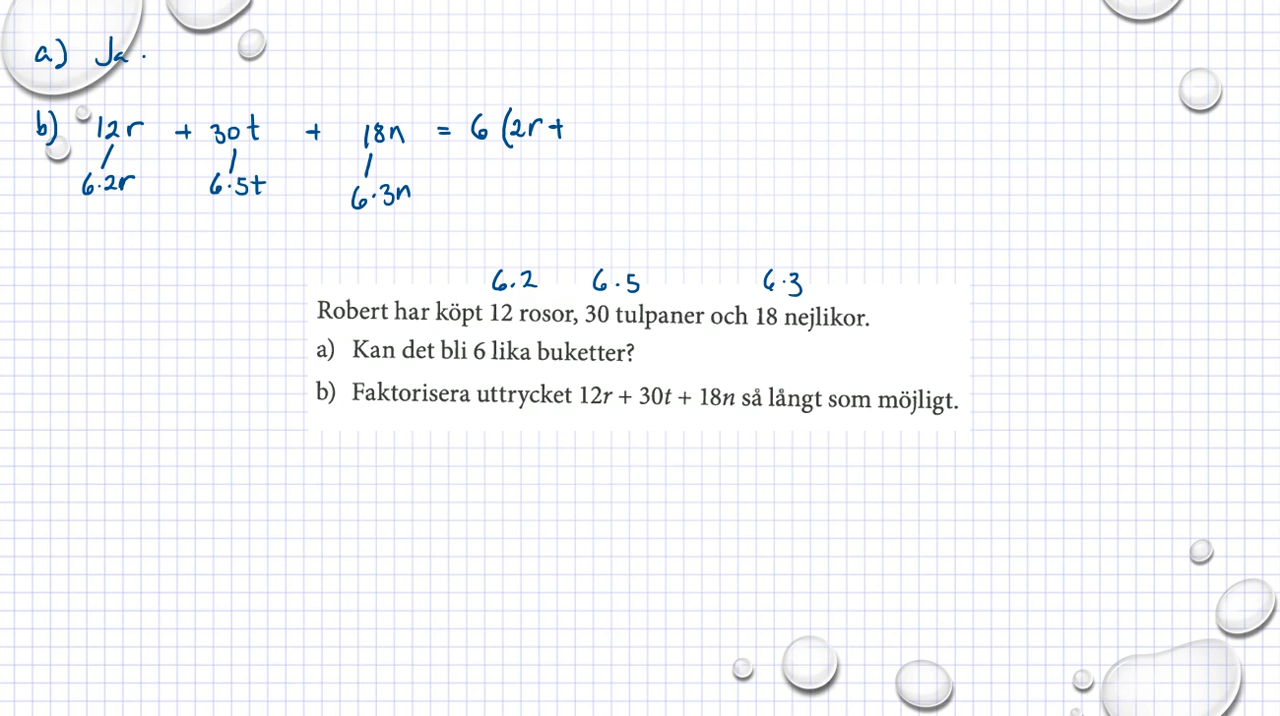 a) Ja.
b) 12r + 30t + 18n = 6 (2r +
6·2r 6·5t 6·3n
6·2 6·5 6·3
Robert har köpt 12 rosor, 30 tulpaner och 18 nejlikor.
a) Kan det bli 6 lika buketter?
b) Faktorisera uttrycket 12r + 30t + 18n så långt som möjligt.